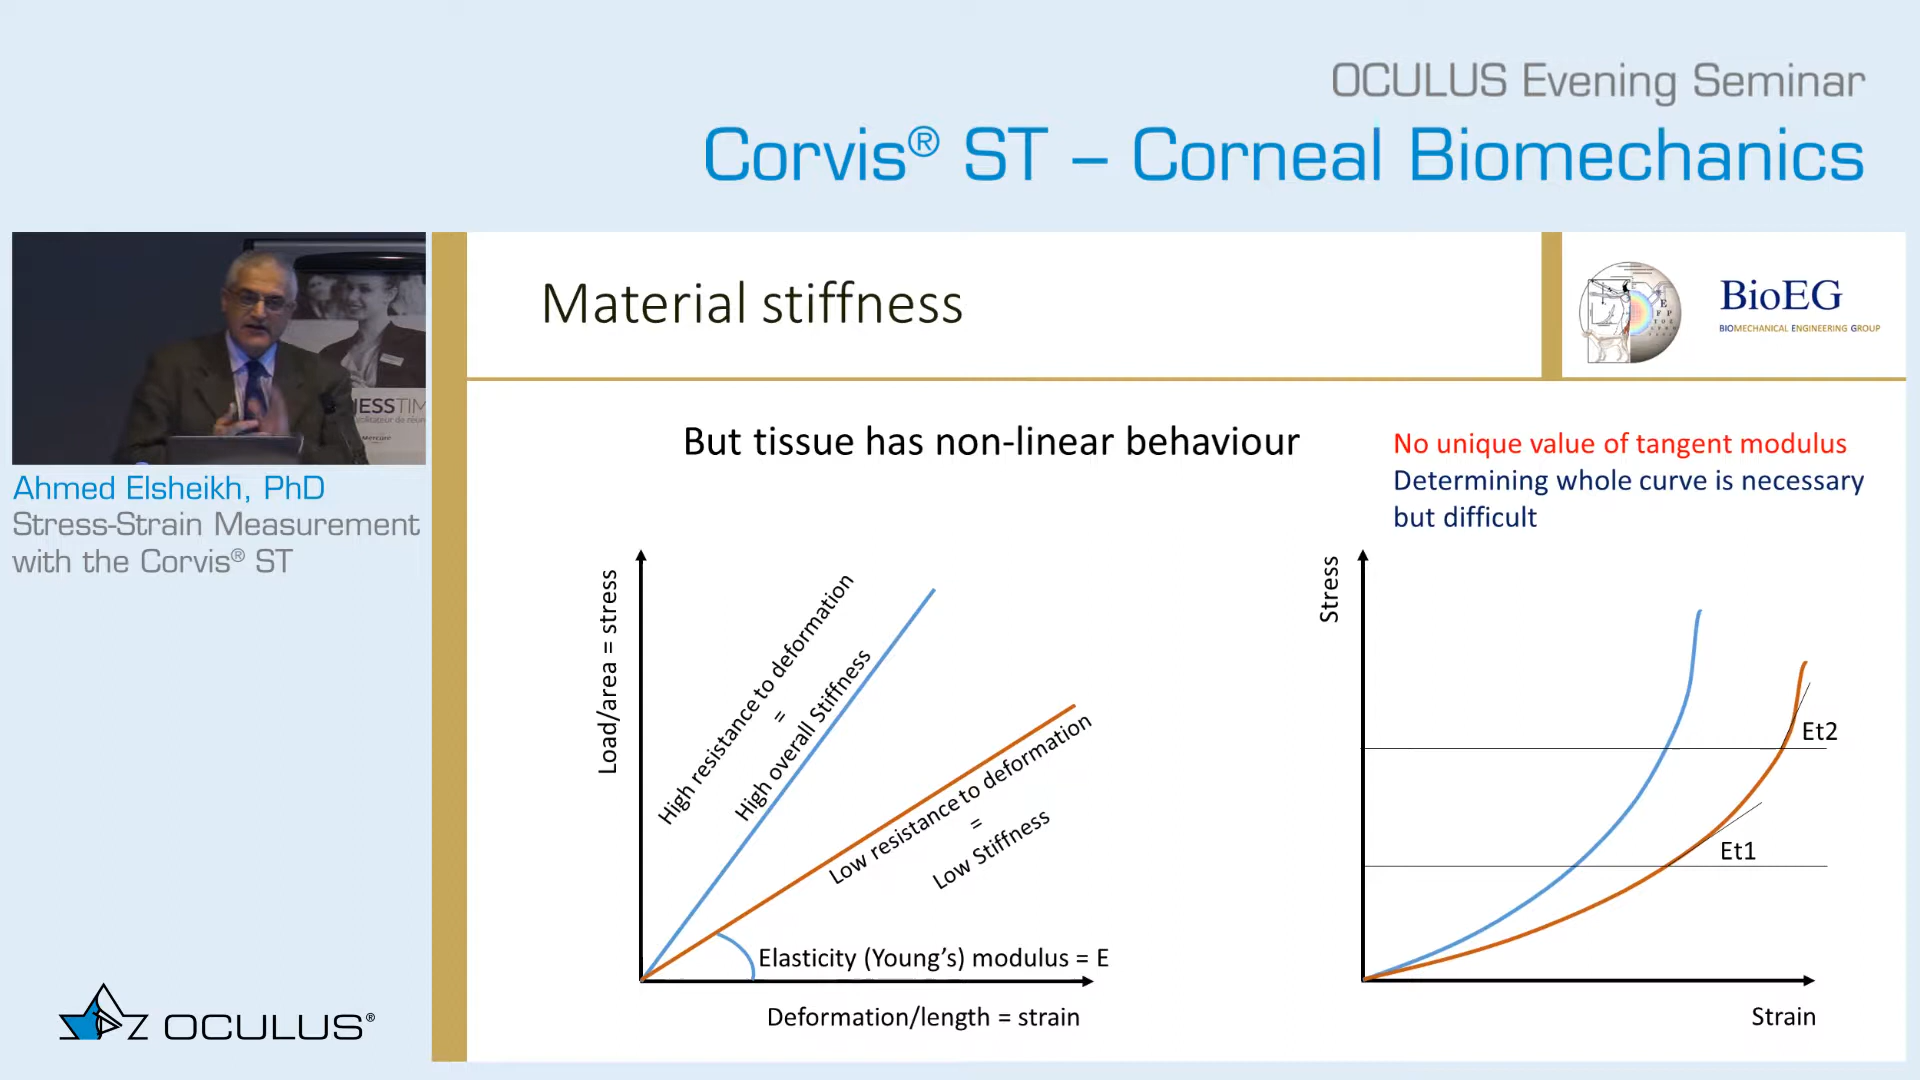 OCULUS Evening Seminar
Corvis® ST – Corneal Biomechanics
ESSTIM
Mercure
Ahmed Elsheikh, PhD
Stress-Strain Measurement
with the Corvis® ST
OCULUS®
Material stiffness
BioEG
BIOMECHANICAL ENGINEERING GROUP
But tissue has non-linear behaviour
No unique value of tangent modulus
Determining whole curve is necessary
but difficult
Load/area = stress
High resistance to deformation
=
High overall Stiffness
Low resistance to deformation
=
Low Stiffness
Elasticity (Young's) modulus = E
Deformation/length = strain
Stress
Et2
Et1
Strain